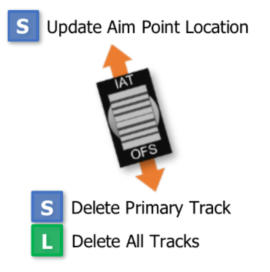 S Update Aim Point Location
IAT
OFS
S Delete Primary Track
L Delete All Tracks